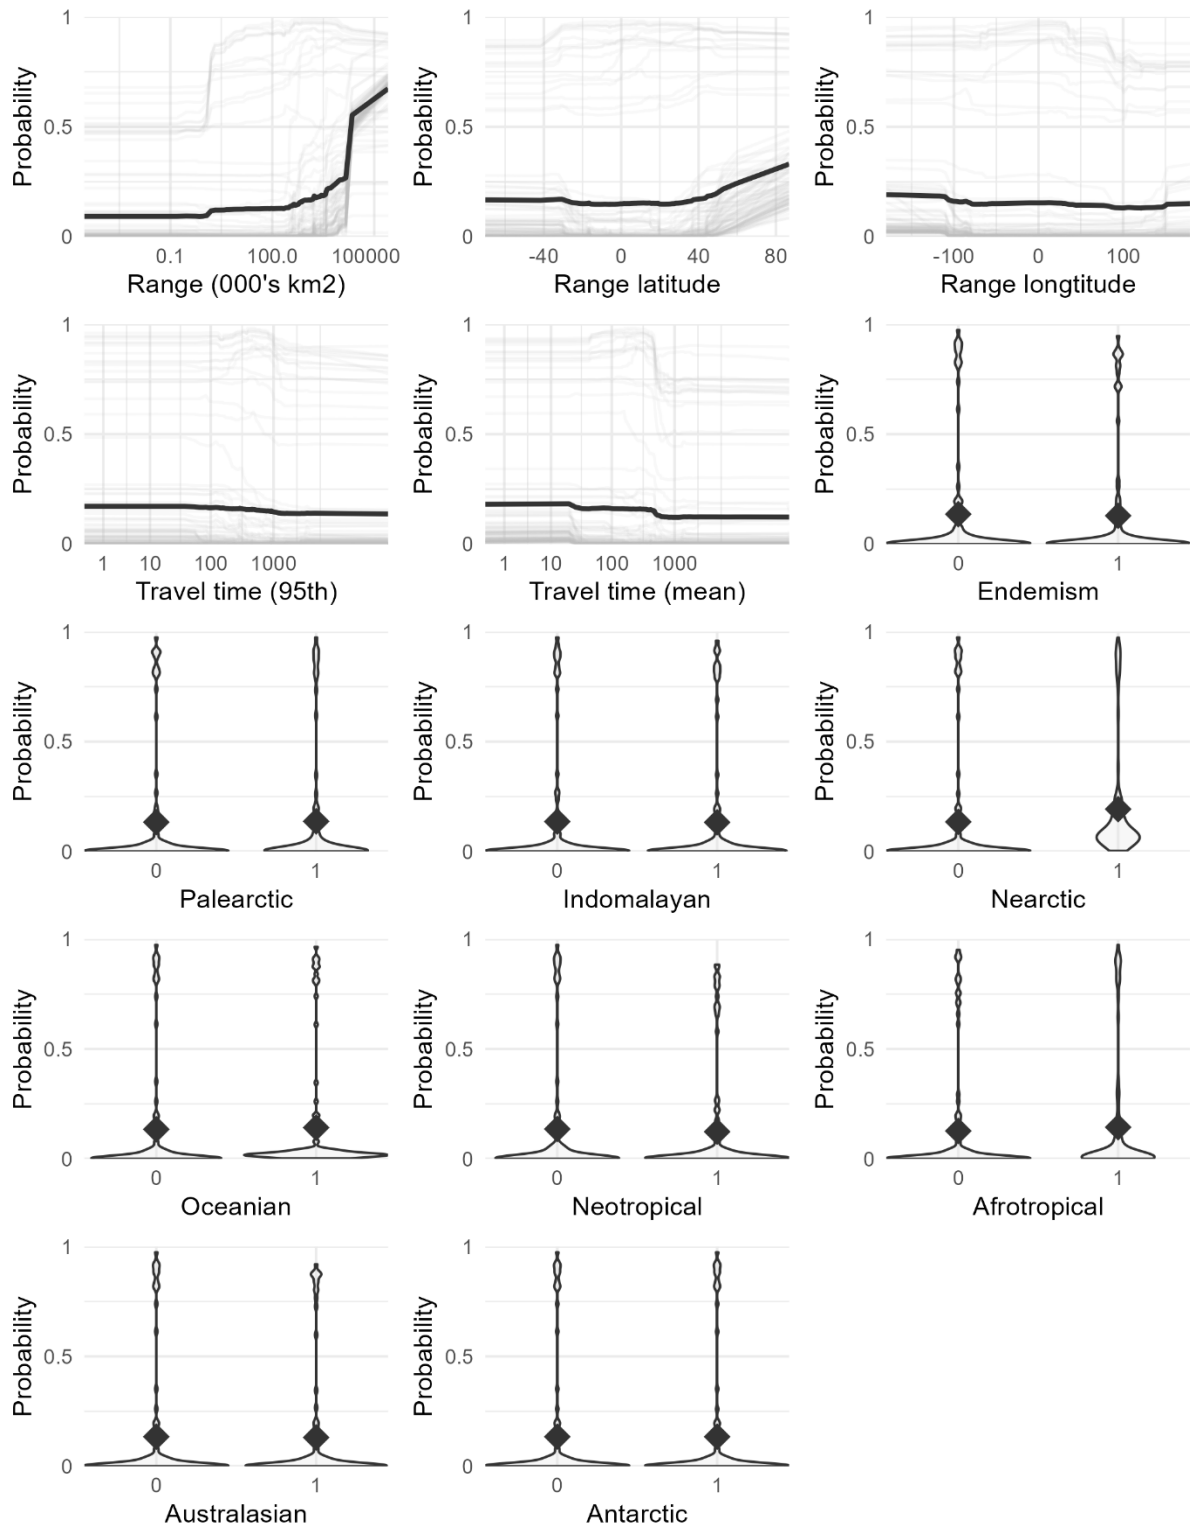 1
0.5
0
Probability
0.1
100.0
100000
Range (000's km2)
1
0.5
0
Probability
-40
0
40
80
Range latitude
1
0.5
0
Probability
-100
0
100
Range longtitude
1
0.5
0
Probability
1
10
100
1000
Travel time (95th)
1
0.5
0
Probability
1
10
100
1000
Travel time (mean)
1
0.5
0
Probability
0
1
Endemism
1
0.5
0
Probability
0
1
Palearctic
1
0.5
0
Probability
0
1
Indomalayan
1
0.5
0
Probability
0
1
Nearctic
1
0.5
0
Probability
0
1
Oceanian
1
0.5
0
Probability
0
1
Neotropical
1
0.5
0
Probability
0
1
Afrotropical
1
0.5
0
Probability
0
1
Australasian
1
0.5
0
Probability
0
1
Antarctic